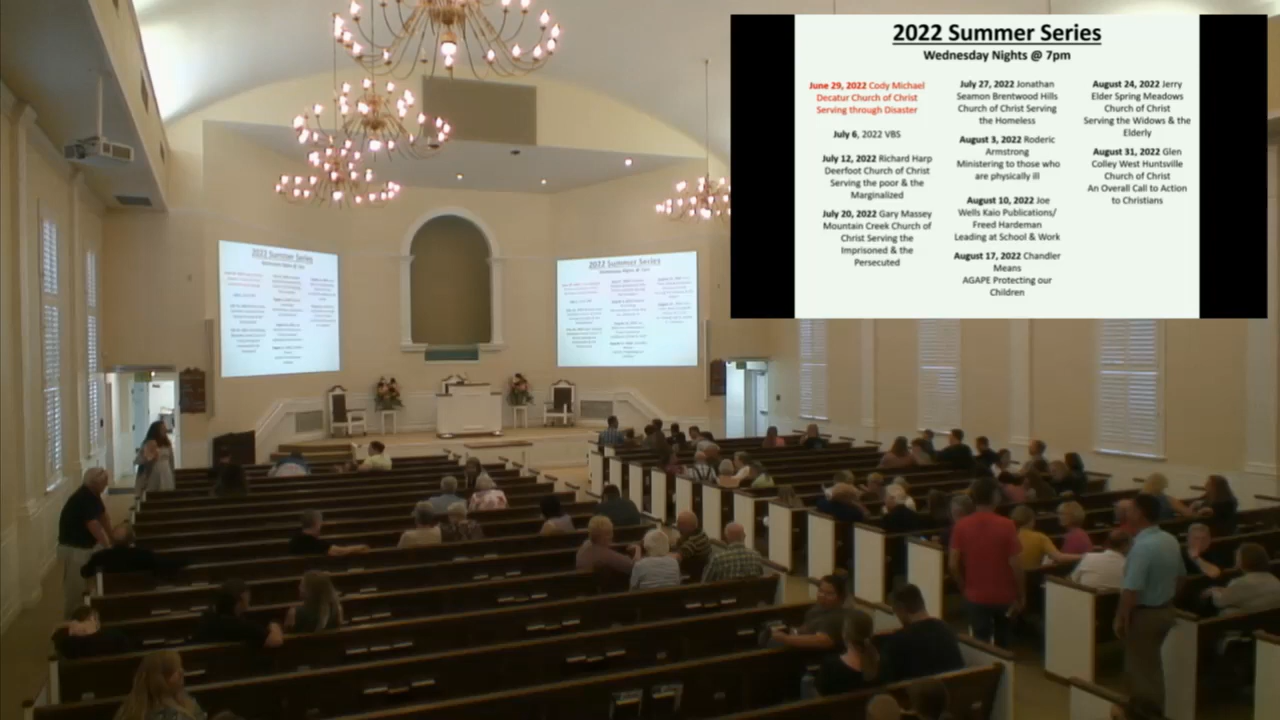 2022 Summer Series
Wednesday Nights @ 7pm
June 29, 2022 Cody Michael
Decatur Church of Christ
Serving through Disaster
July 6, 2022 VBS
July 12, 2022 Richard Harp
Deerfoot Church of Christ
Serving the poor & the
Marginalized
July 20, 2022 Gary Massey
Mountain Creek Church of
Christ Serving the
Imprisoned & the
Persecuted
July 27, 2022 Jonathan
Seamon Brentwood Hills
Church of Christ Serving
the Homeless
August 3, 2022 Roderic
Armstrong
Ministering to those who
are physically ill
August 10, 2022 Joe
Wells Kaio Publications/
Freed Hardeman
Leading at School & Work
August 17, 2022 Chandler
Means
AGAPE Protecting our
Children
August 24, 2022 Jerry
Elder Spring Meadows
Church of Christ
Serving the Widows & the
Elderly
August 31, 2022 Glen
Colley West Huntsville
Church of Christ
An Overall Call to Action
to Christians
2022 Summer Series
Wednesday Nights @ 7pm
2022 Summer Series
Wednesday Nights @ 7pm